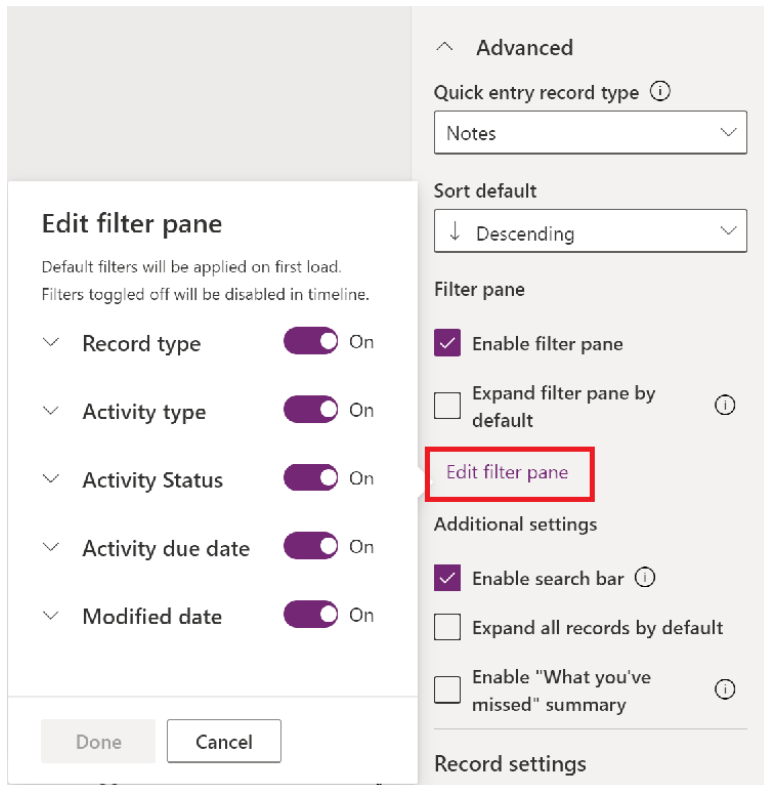 Advanced
Quick entry record type
Notes
Sort default
Descending
Filter pane
Enable filter pane
Expand filter pane by
default
Edit filter pane
Additional settings
Enable search bar
Expand all records by default
Enable "What you've
missed" summary
Record settings
Edit filter pane
Default filters will be applied on first load.
Filters toggled off will be disabled in timeline.
Record type On
Activity type On
Activity Status On
Activity due date On
Modified date On
Done Cancel